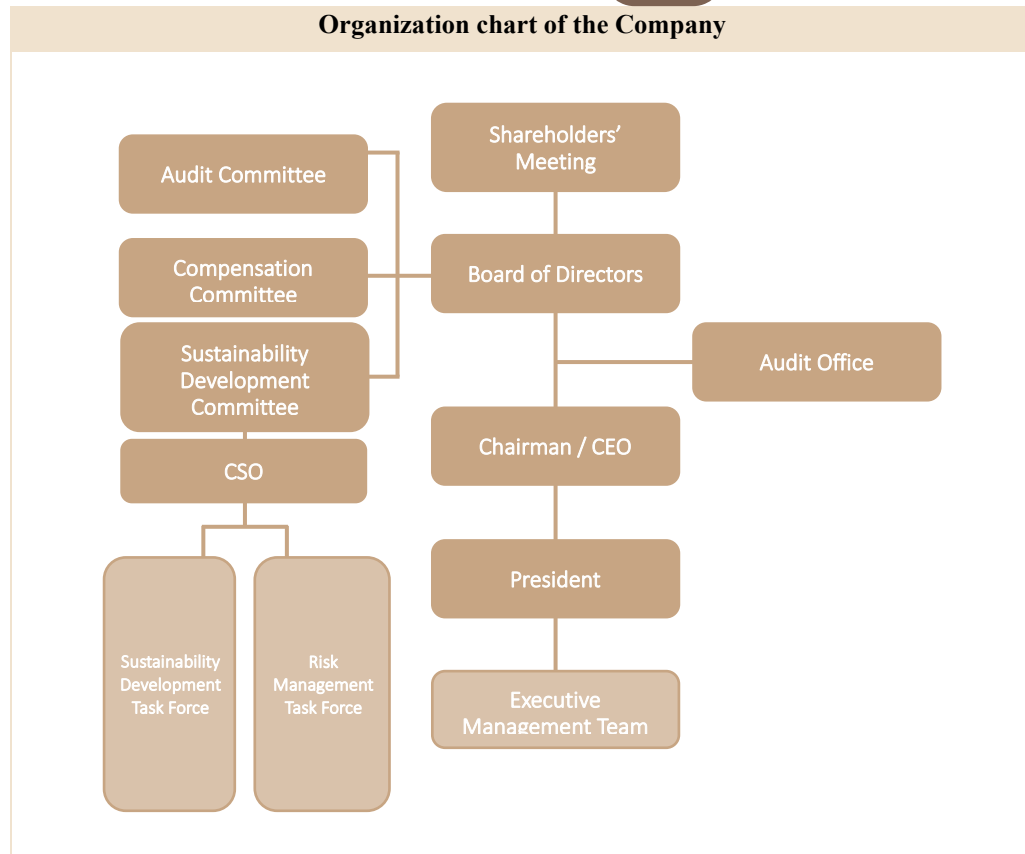 Organization chart of the Company
Shareholders’
Meeting
Audit Committee
Compensation
Committee
Board of Directors
Sustainability
Development
Committee
Audit Office
CSO
Chairman / CEO
President
Sustainability
Development
Task Force
Risk
Management
Task Force
Executive
Management Team